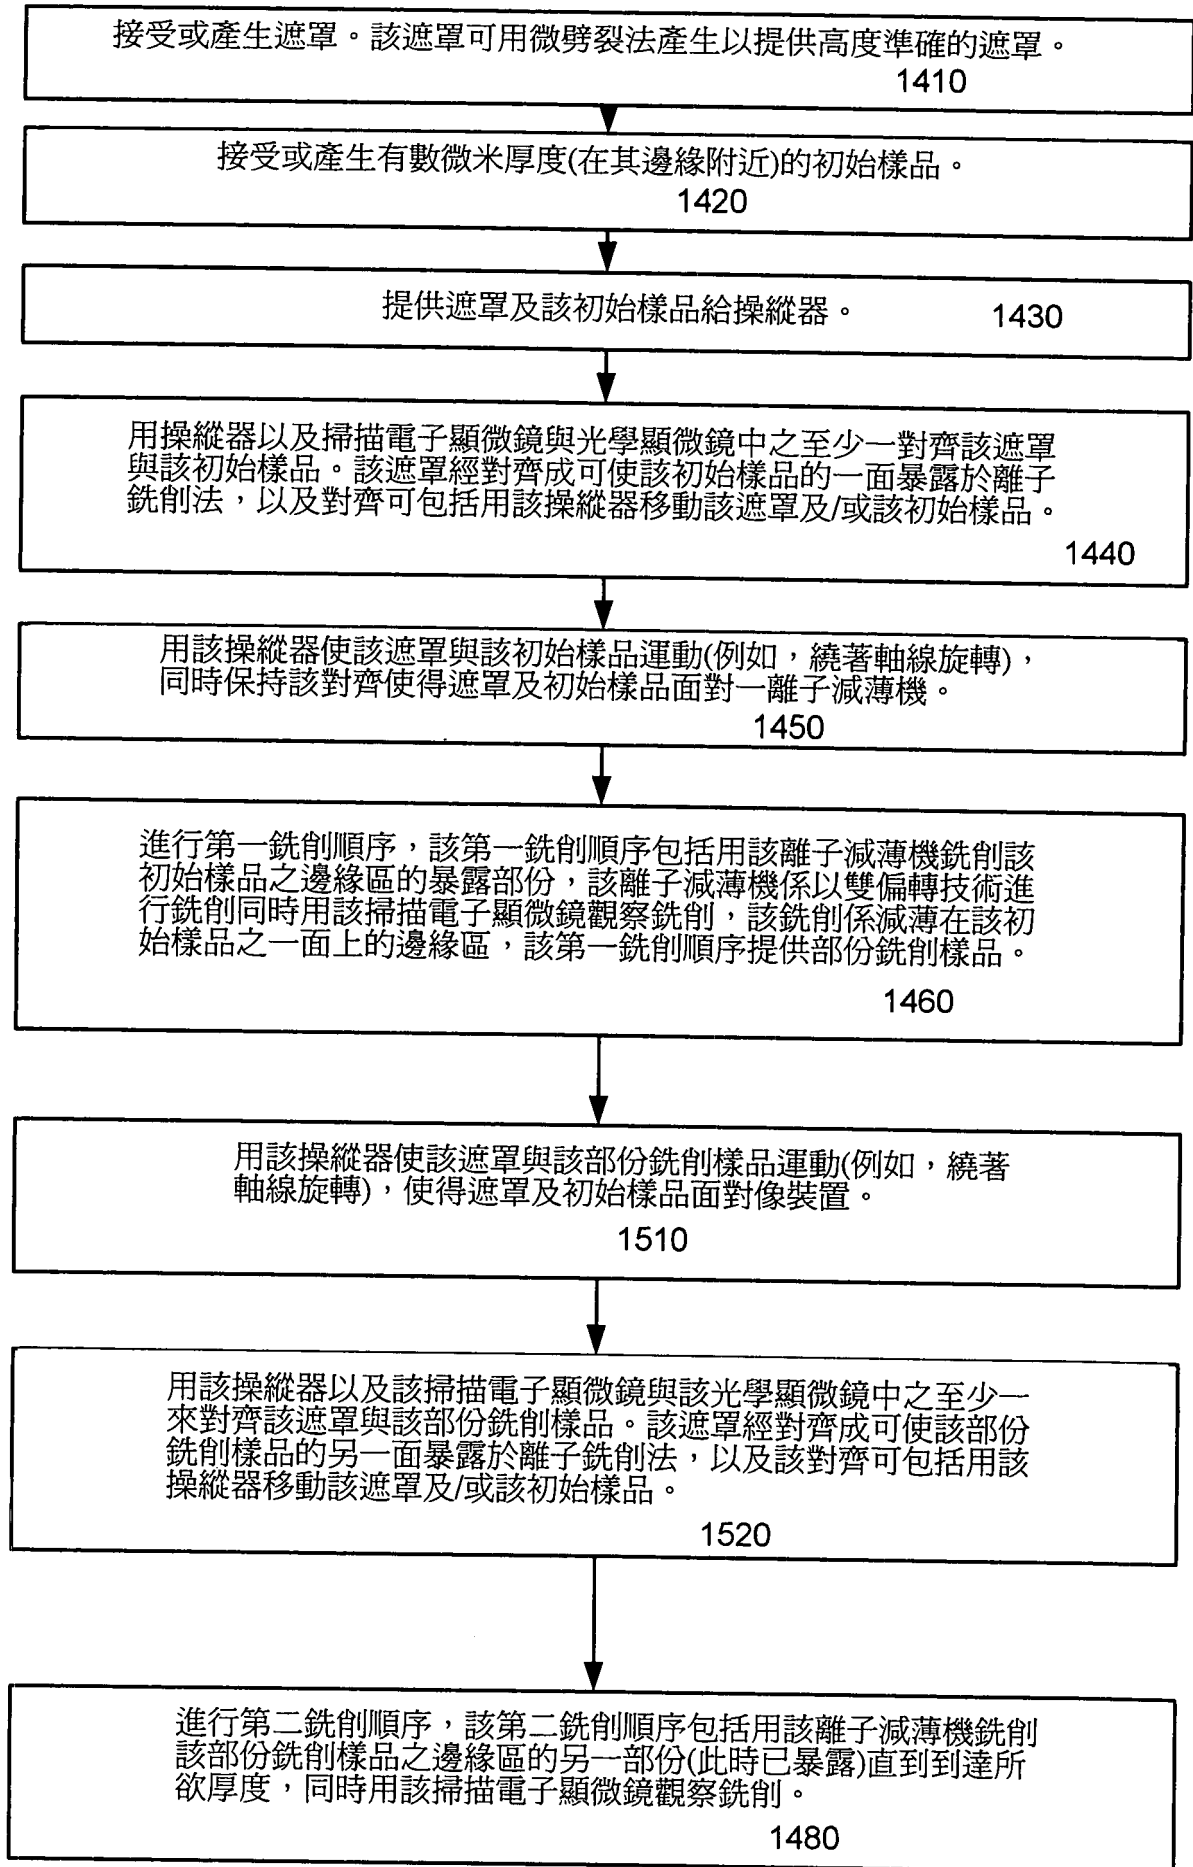 接受或產生遮罩。該遮罩可用微劈裂法產生以提供高度準確的遮罩。
1410
接受或產生有數微米厚度(在其邊緣附近)的初始樣品。
1420
提供遮罩及該初始樣品給操縱器。 1430
用操縱器以及掃描電子顯微鏡與光學顯微鏡中之至少一對齊該遮罩
與該初始樣品。該遮罩經對齊成可使該初始樣品的一面暴露於離子
銑削法，以及對齊可包括用該操縱器移動該遮罩及/或該初始樣品。
1440
用該操縱器使該遮罩與該初始樣品運動(例如，繞著軸線旋轉)，
同時保持該對齊使得遮罩及初始樣品面對一離子減薄機。
1450
進行第一銑削順序，該第一銑削順序包括用該離子減薄機銑削該
初始樣品之邊緣區的暴露部份，該離子減薄機係以雙偏轉技術進
行銑削同時用該掃描電子顯微鏡觀察銑削，該銑削係減薄在該初
始樣品之一面上的邊緣區，該第一銑削順序提供部份銑削樣品。
1460
用該操縱器使該遮罩與該部份銑削樣品運動(例如，繞著
軸線旋轉)，使得遮罩及初始樣品面對像裝置。
1510
用該操縱器以及該掃描電子顯微鏡與該光學顯微鏡中之至少一
來對齊該遮罩與該部份銑削樣品。該遮罩經對齊成可使該部份
銑削樣品的另一面暴露於離子銑削法，以及該對齊可包括用該
操縱器移動該遮罩及/或該初始樣品。
1520
進行第二銑削順序，該第二銑削順序包括用該離子減薄機銑削
該部份銑削樣品之邊緣區的另一部份(此時已暴露)直到到達所
欲厚度，同時用該掃描電子顯微鏡觀察銑削。
1480